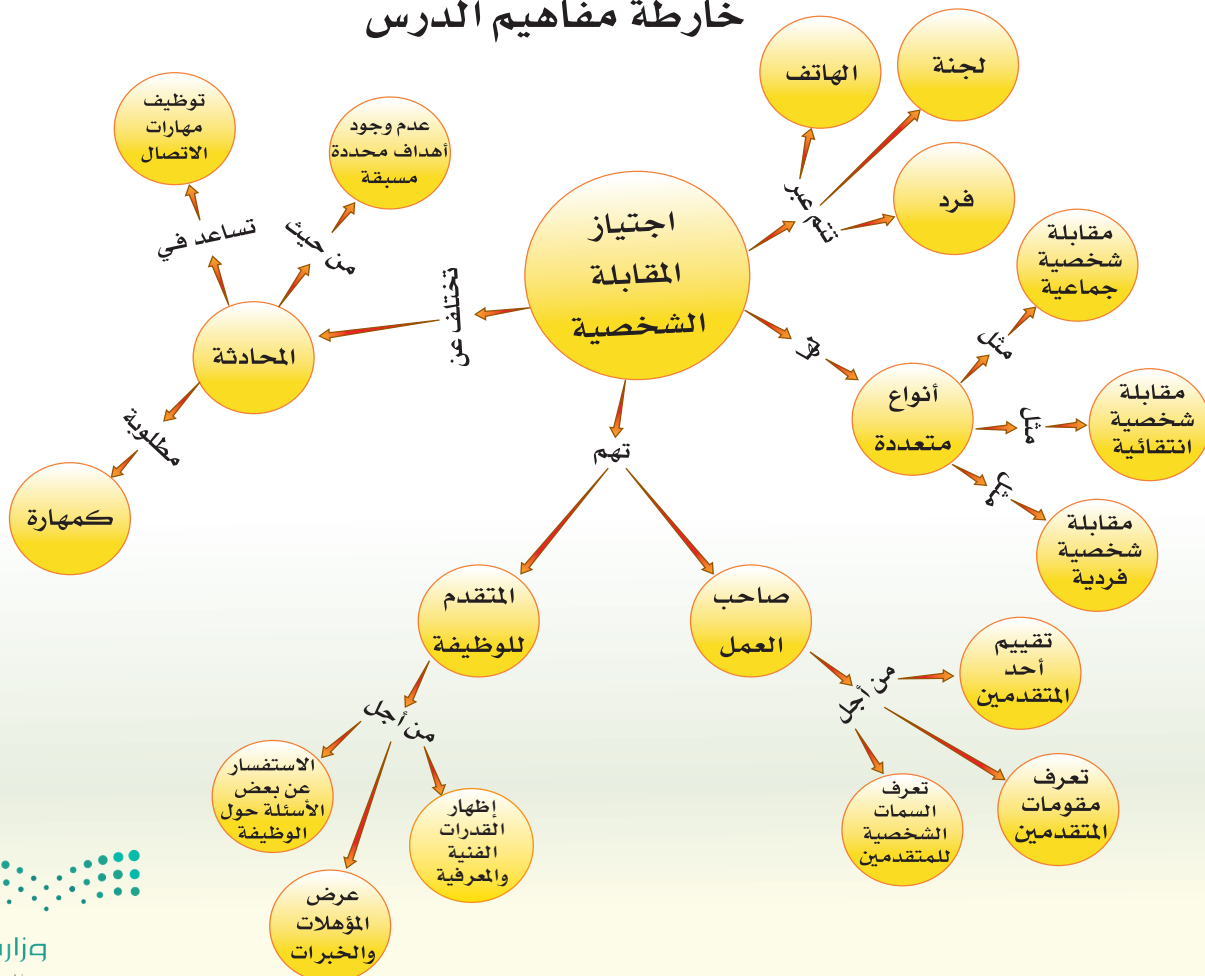 خارطة مفاهيم الدرس
اجتياز
المقابلة
الشخصية
تتم عبر
الهاتف
لجنة
فرد
لها
أنواع
متعددة
مثل
مقابلة
شخصية
جماعية
مثل
مقابلة
شخصية
انتقائية
مثل
مقابلة
شخصية
فردية
تختلف عن
المحادثة
من حيث
عدم وجود
أهداف محددة
مسبقة
تساعد في
توظيف
مهارات
الاتصال
مطلوبة
كمهارة
تهم
صاحب
العمل
من أجل
تقييم
أحد
المتقدمين
تعرف
مقومات
المتقدمين
تعرف
السمات
الشخصية
للمتقدمين
المتقدم
للوظيفة
من أجل
إظهار
القدرات
الفنية
والمعرفية
عرض
المؤهلات
والخبرات
الاستفسار
عن بعض
الأسئلة حول
الوظيفة